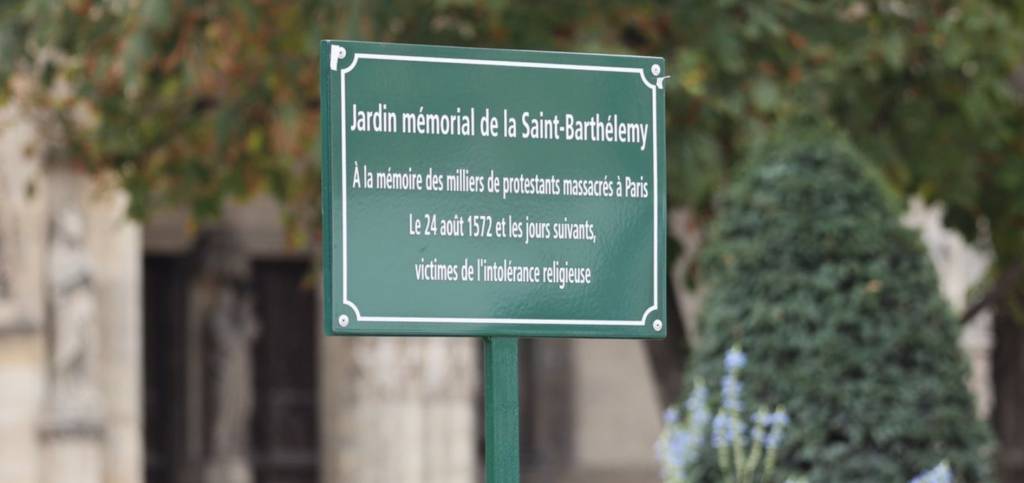 Jardin mémorial de la Saint-Barthélemy
À la mémoire des milliers de protestants massacrés à Paris
Le 24 août 1572 et les jours suivants,
victimes de l'intolérance religieuse